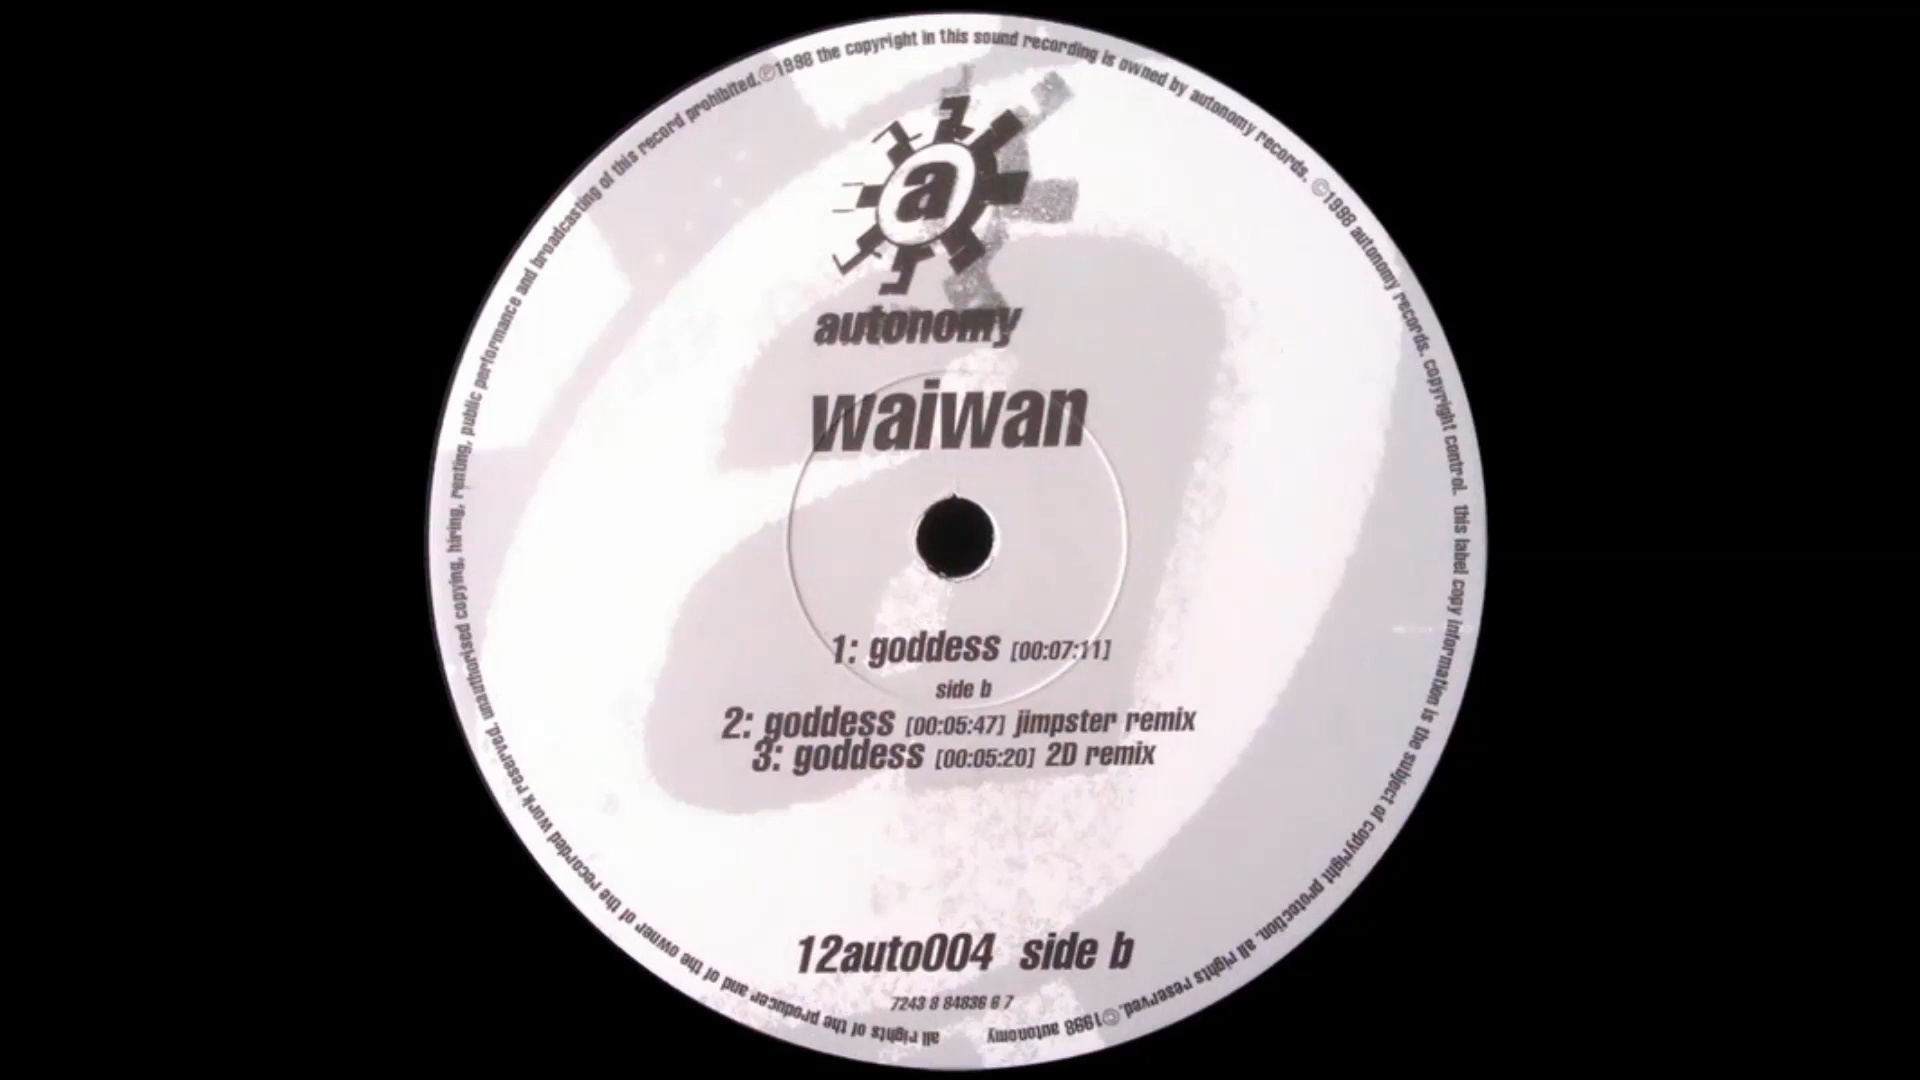 a
autonomy
waiwan
1: goddess [00:07:11]
side b
2: goddess [00:05:47] jimpster remix
3: goddess [00:05:20] 2D remix
12auto004 side b
7243 8 84836 6 7
all rights of the producer and of the owner of the recorded work reserved. unauthorised copying, hiring, renting, public performance and broadcasting of this record prohibited. ℗1998 the copyright in this sound recording is owned by autonomy records. ©1998 autonomy records. copyright control. this label copy information is the subject of copyright protection. all rights reserved. ©1998 autonomy